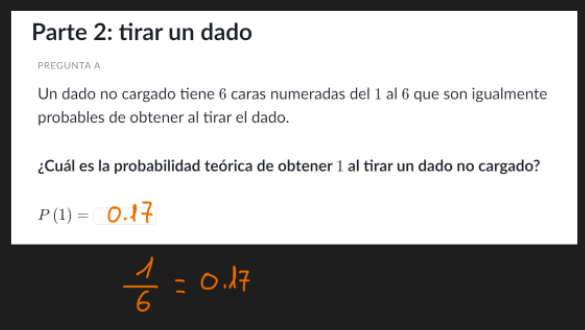 Parte 2: tirar un dado
PREGUNTA A
Un dado no cargado tiene 6 caras numeradas del 1 al 6 que son igualmente
probables de obtener al tirar el dado.
¿Cuál es la probabilidad teórica de obtener 1 al tirar un dado no cargado?
P (1) = 0.17
1/6 = 0.17